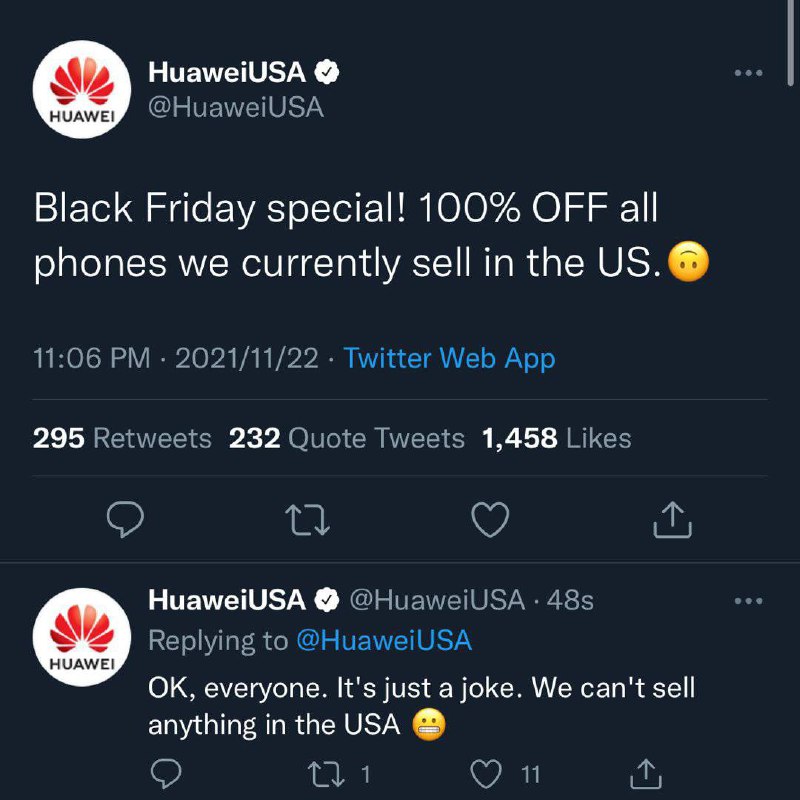 HUAWEI
HuaweiUSA
@HuaweiUSA
Black Friday special! 100% OFF all
phones we currently sell in the US.🙃
11:06 PM · 2021/11/22 · Twitter Web App
295 Retweets 232 Quote Tweets 1,458 Likes
HUAWEI
HuaweiUSA @HuaweiUSA · 48s
Replying to @HuaweiUSA
OK, everyone. It's just a joke. We can't sell
anything in the USA 😬
1 11